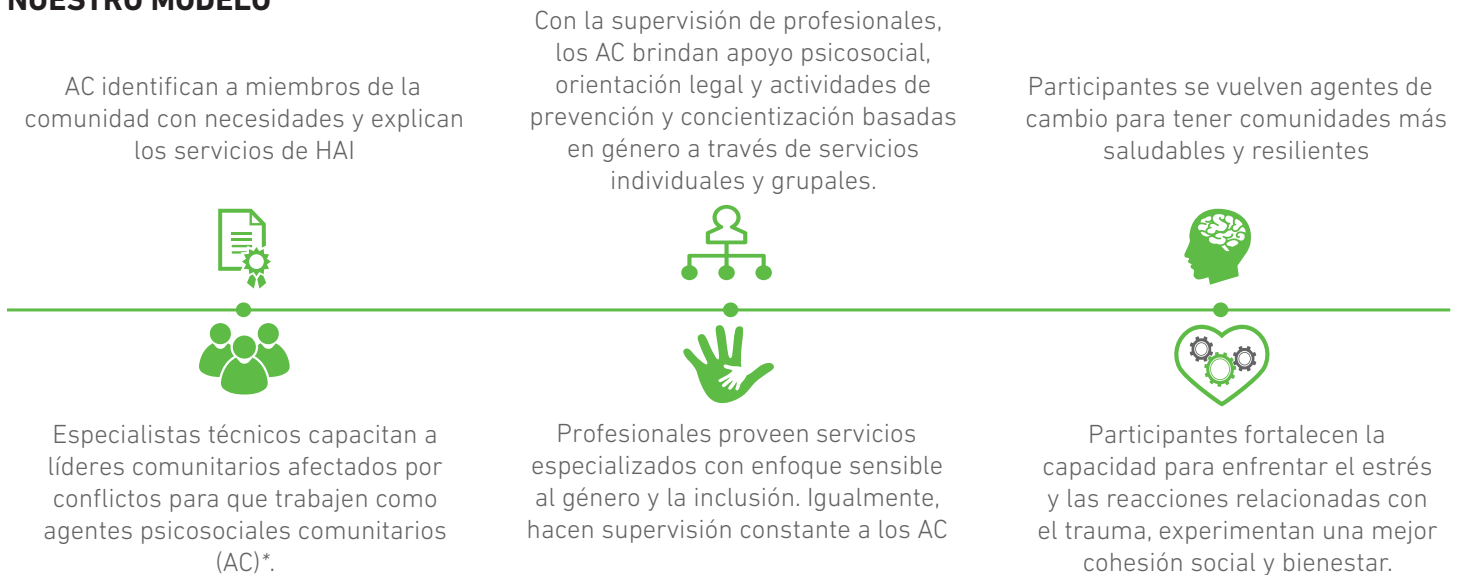 NUESTRO MODELO
AC identifican a miembros de la
comunidad con necesidades y explican
los servicios de HAI
Con la supervisión de profesionales,
los AC brindan apoyo psicosocial,
orientación legal y actividades de
prevención y concientización basadas
en género a través de servicios
individuales y grupales.
Participantes se vuelven agentes de
cambio para tener comunidades más
saludables y resilientes
Especialistas técnicos capacitan a
líderes comunitarios afectados por
conflictos para que trabajen como
agentes psicosociales comunitarios
(AC)*.
Profesionales proveen servicios
especializados con enfoque sensible
al género y la inclusión. Igualmente,
hacen supervisión constante a los AC
Participantes fortalecen la
capacidad para enfrentar el estrés
y las reacciones relacionadas con
el trauma, experimentan una mejor
cohesión social y bienestar.